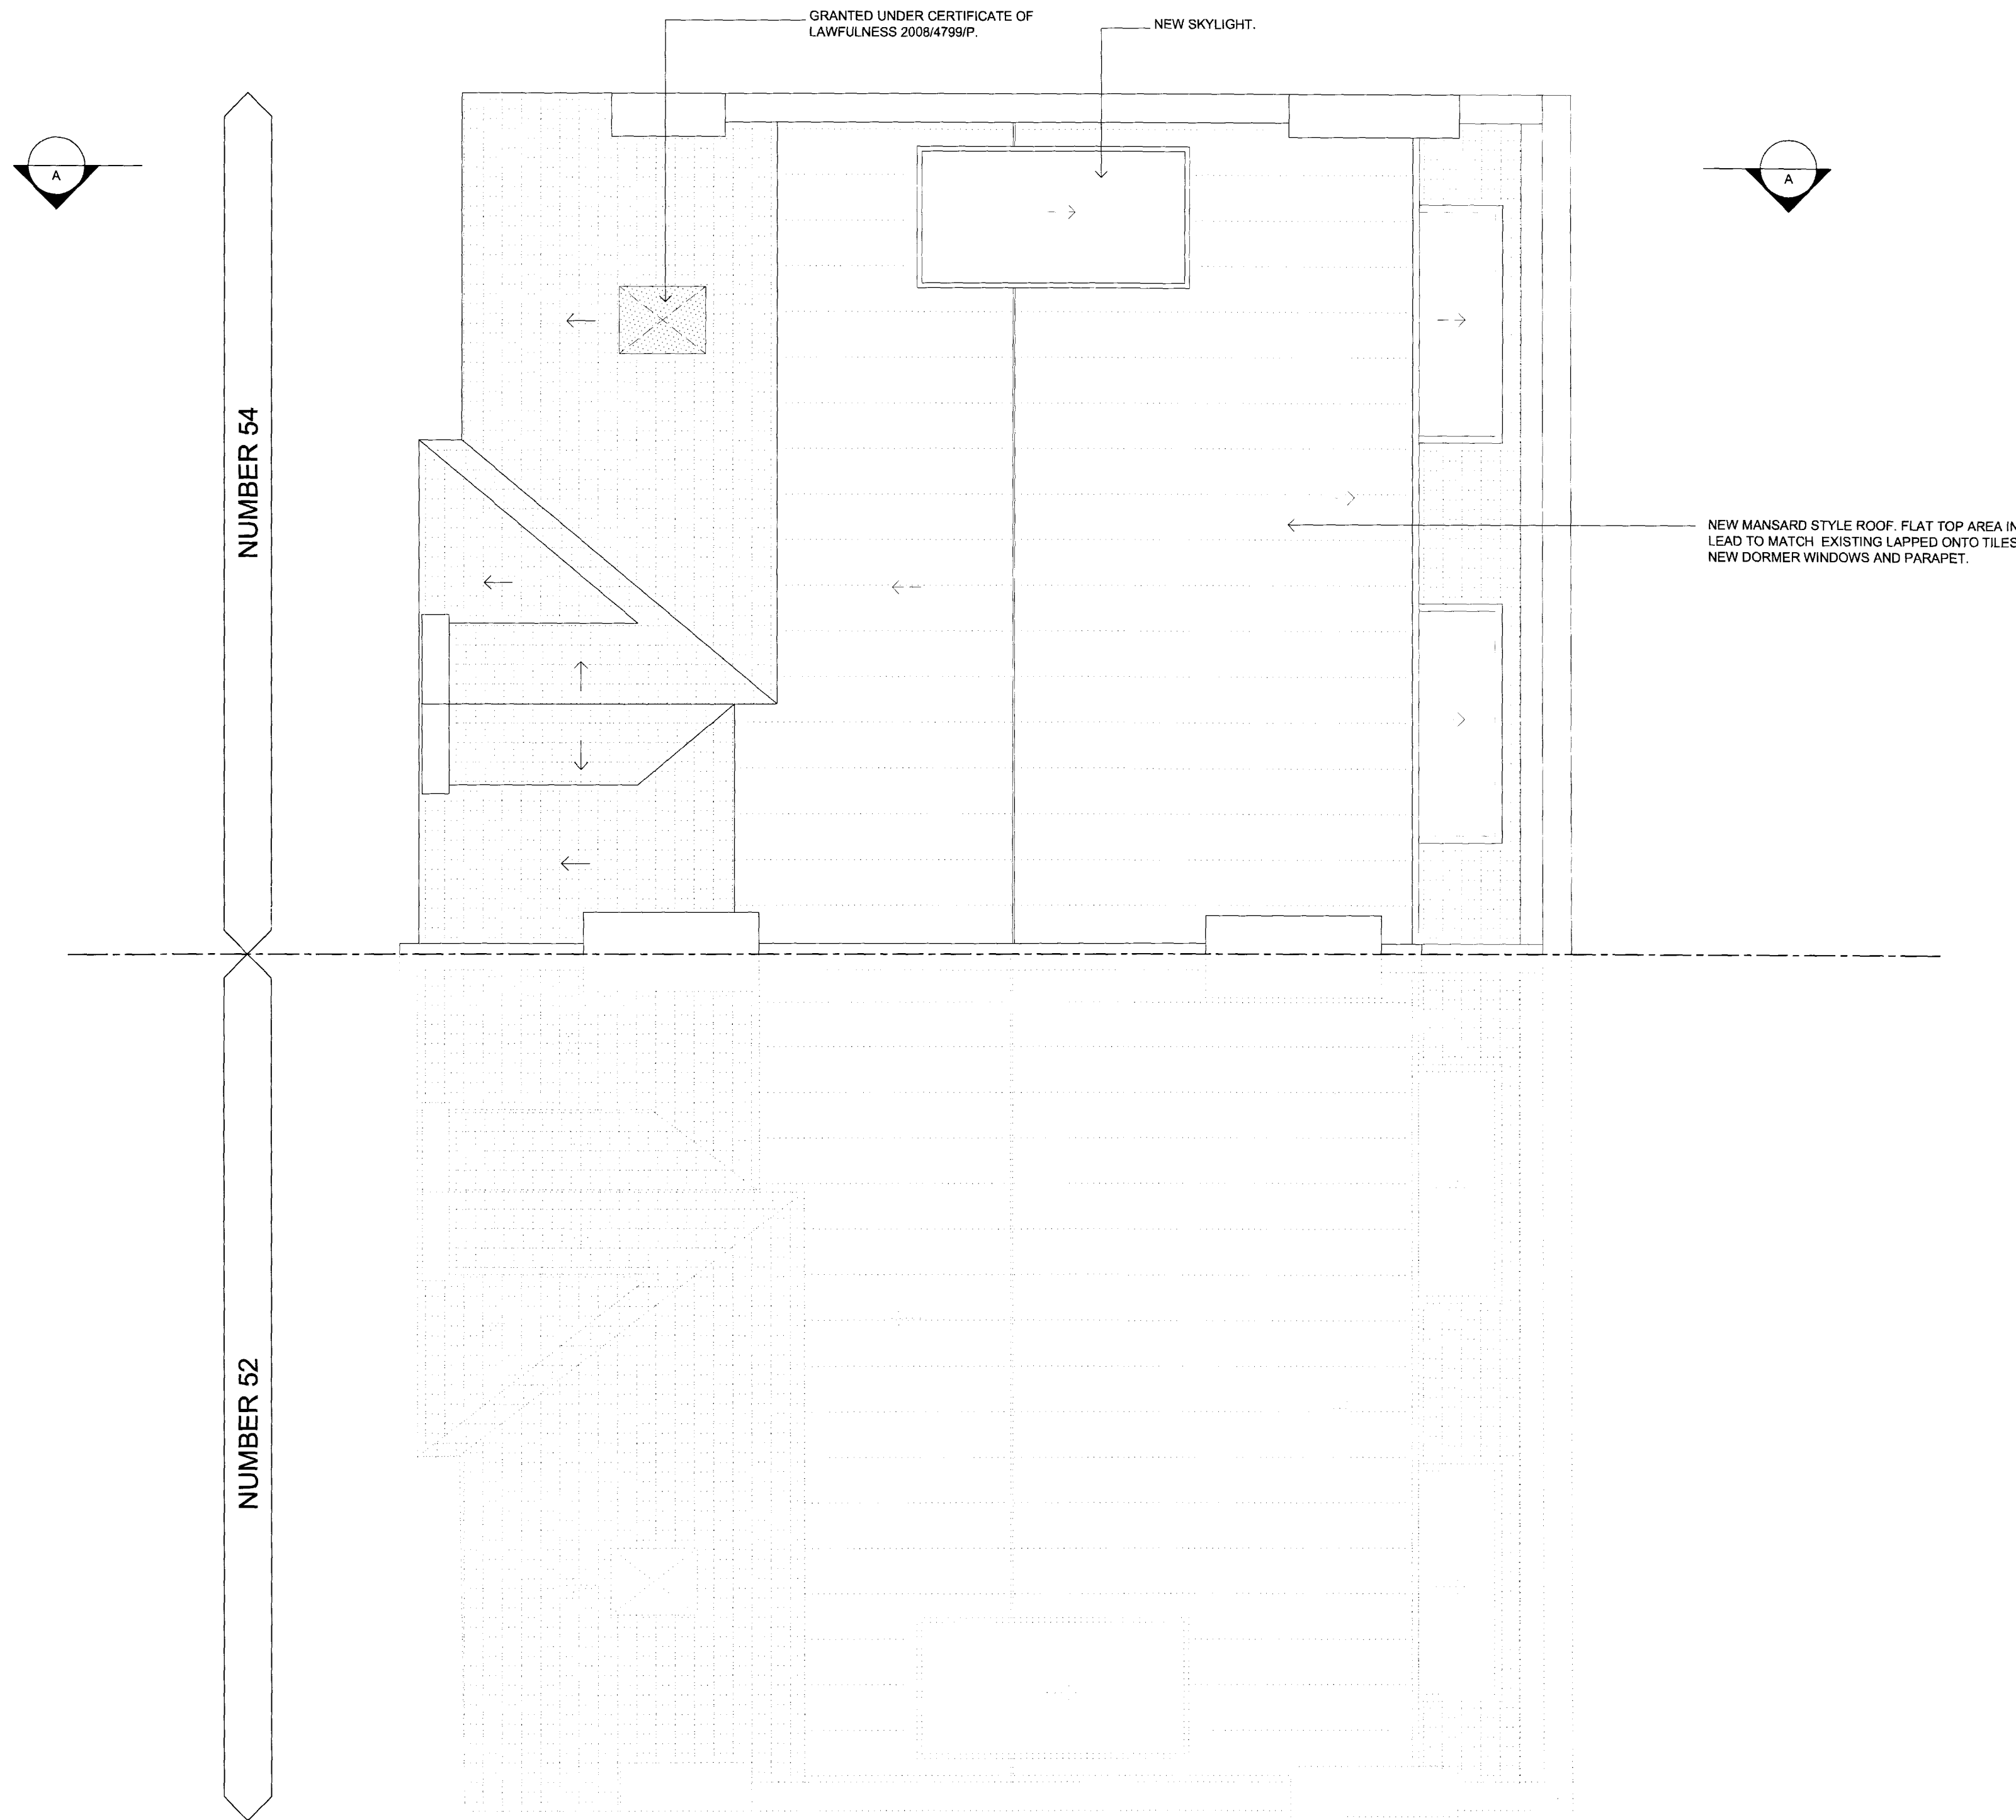 GRANTED UNDER CERTIFICATE OF
LAWFULNESS 2008/4799/P.
NEW SKYLIGHT.
A
A
NUMBER 54
NEW MANSARD STYLE ROOF. FLAT TOP AREA IN
LEAD TO MATCH EXISTING LAPPED ONTO TILES
NEW DORMER WINDOWS AND PARAPET.
NUMBER 52